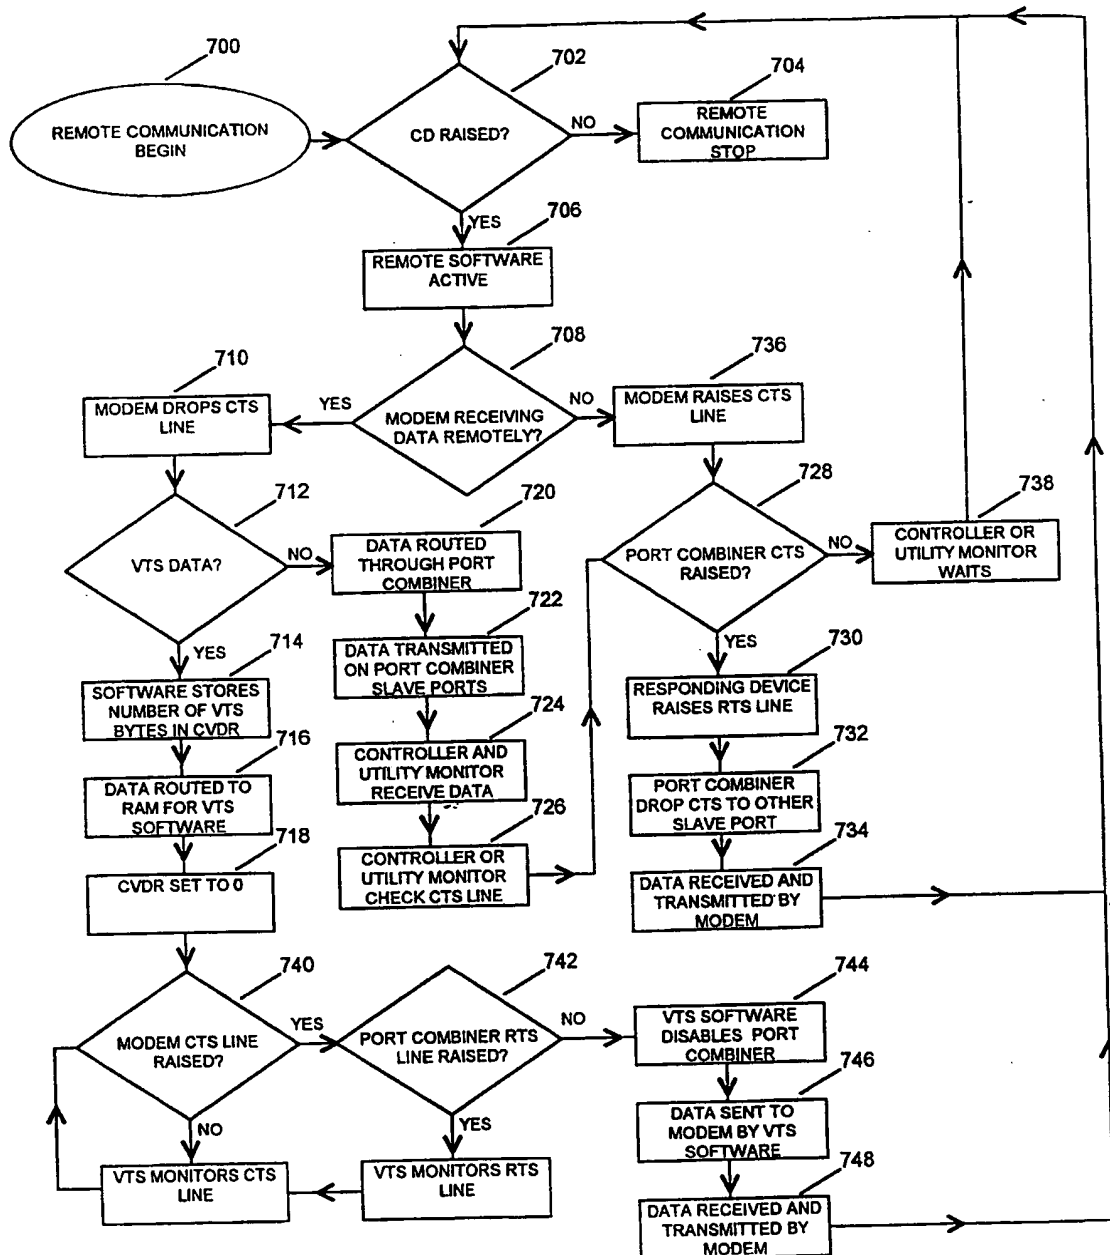 700
REMOTE COMMUNICATION
BEGIN
702
CD RAISED?
NO
704
REMOTE
COMMUNICATION
STOP
YES
706
REMOTE SOFTWARE
ACTIVE
708
MODEM RECEIVING
DATA REMOTELY?
YES
NO
710
MODEM DROPS CTS
LINE
736
MODEM RAISES CTS
LINE
712
VTS DATA?
NO
YES
720
DATA ROUTED
THROUGH PORT
COMBINER
728
PORT COMBINER CTS
RAISED?
NO
YES
738
CONTROLLER OR
UTILITY MONITOR
WAITS
714
SOFTWARE STORES
NUMBER OF VTS
BYTES IN CVDR
722
DATA TRANSMITTED
ON PORT COMBINER
SLAVE PORTS
730
RESPONDING DEVICE
RAISES RTS LINE
716
DATA ROUTED TO
RAM FOR VTS
SOFTWARE
724
CONTROLLER AND
UTILITY MONITOR
RECEIVE DATA
732
PORT COMBINER
DROP CTS TO OTHER
SLAVE PORT
718
CVDR SET TO 0
726
CONTROLLER OR
UTILITY MONITOR
CHECK CTS LINE
734
DATA RECEIVED AND
TRANSMITTED BY
MODEM
740
MODEM CTS LINE
RAISED?
YES
NO
742
PORT COMBINER RTS
LINE RAISED?
NO
YES
744
VTS SOFTWARE
DISABLES PORT
COMBINER
746
DATA SENT TO
MODEM BY VTS
SOFTWARE
VTS MONITORS CTS
LINE
VTS MONITORS RTS
LINE
748
DATA RECEIVED AND
TRANSMITTED BY
MODEM